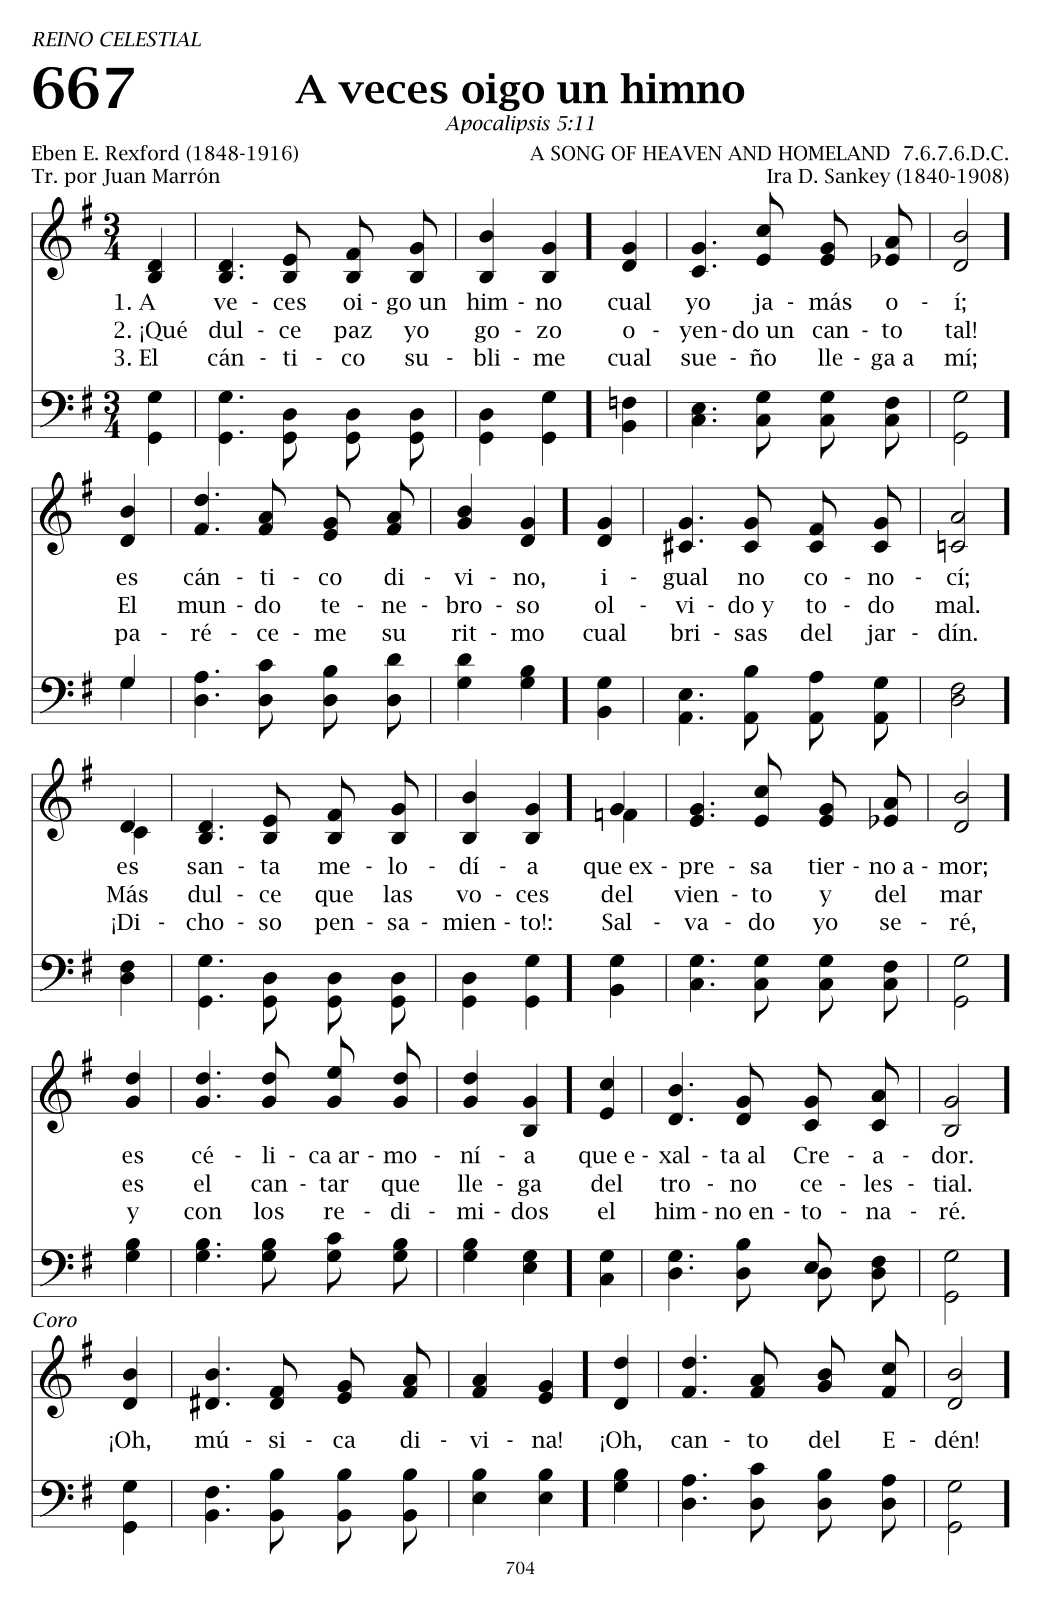 REINO CELESTIAL
667
A veces oigo un himno
Apocalipsis 5:11
Eben E. Rexford (1848-1916)
A SONG OF HEAVEN AND HOMELAND 7.6.7.6.D.C.
Tr. por Juan Marrón
Ira D. Sankey (1840-1908)
1. A ve - ces oi - go un him - no cual yo ja - más o - í;
2. ¡Qué dul - ce paz yo go - zo o - yen - do un can - to tal!
3. El cán - ti - co su - bli - me cual sue - ño lle - ga a mí;
es cán - ti - co di - vi - no, i - gual no co - no - cí;
El mun - do te - ne - bro - so ol - vi - do y to - do mal.
pa - ré - ce - me su rit - mo cual bri - sas del jar - dín.
es san - ta me - lo - dí - a que ex - pre - sa tier - no a - mor;
Más dul - ce que las vo - ces del vien - to y del mar
¡Di - cho - so pen - sa - mien - to!: Sal - va - do yo se - ré,
es cé - li - ca ar - mo - ní - a que e - xal - ta al Cre - a - dor.
es el can - tar que lle - ga del tro - no ce - les - tial.
y con los re - di - mi - dos el him - no en - to - na - ré.
Coro
¡Oh, mú - si - ca di - vi - na! ¡Oh, can - to del E - dén!
704